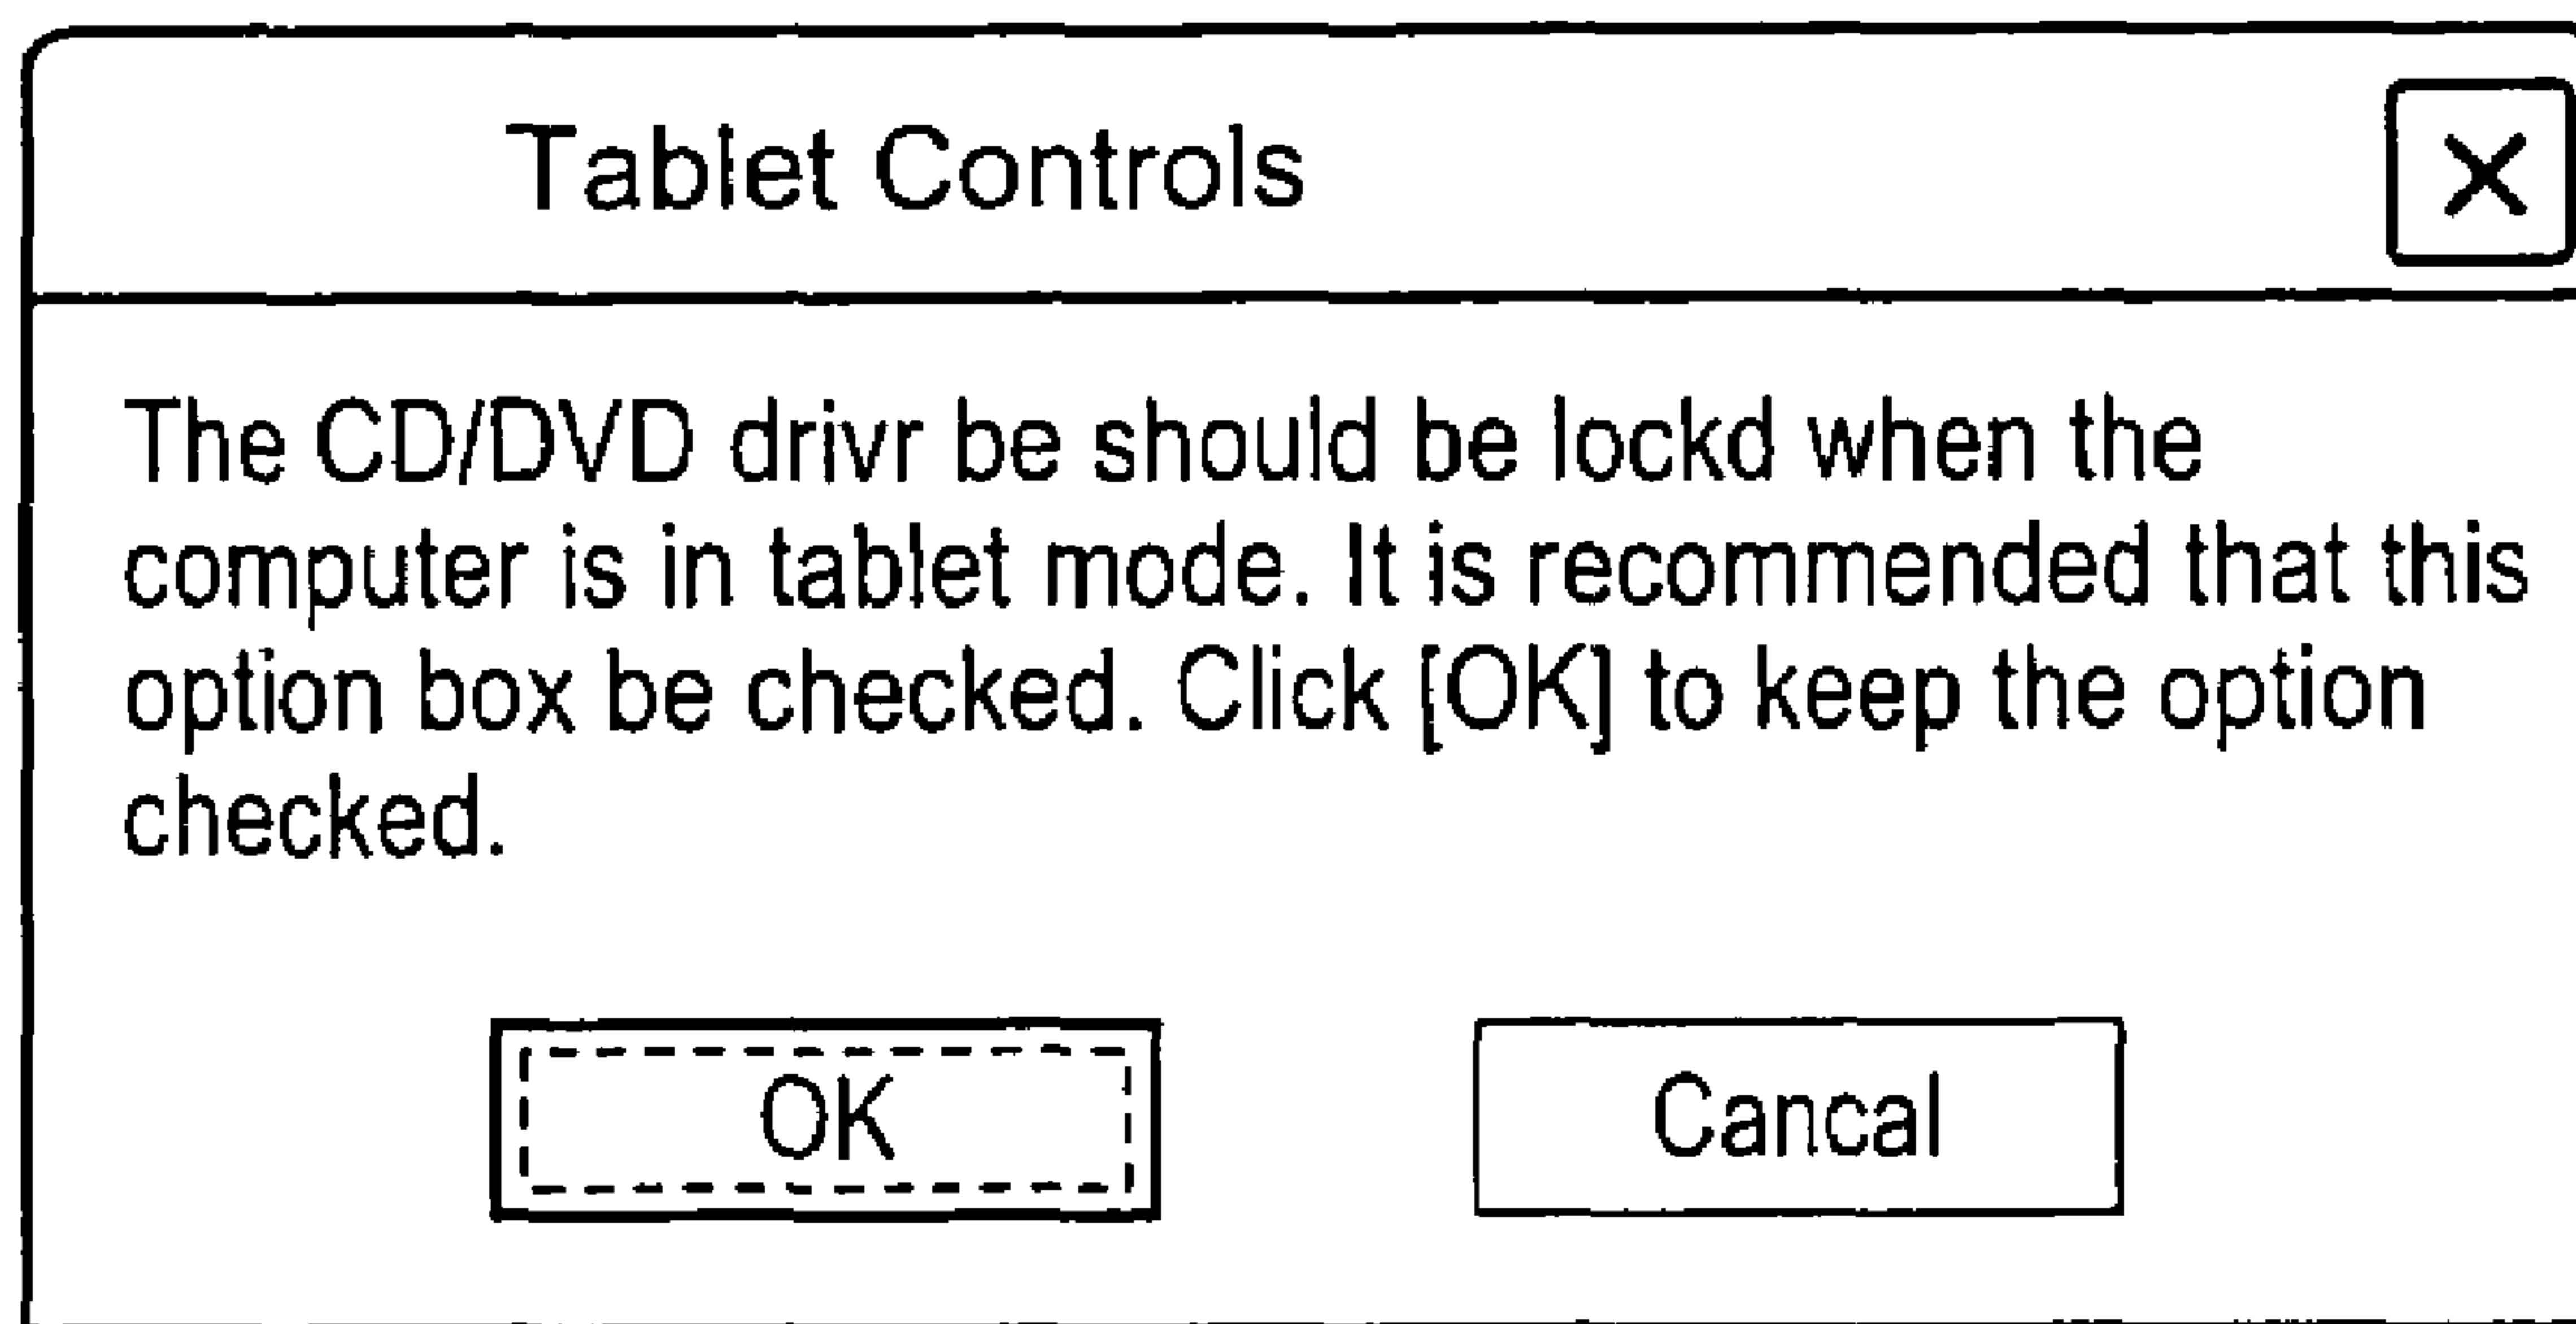 Tablet Controls
The CD/DVD drivr be should be lockd when the
computer is in tablet mode. It is recommended that this
option box be checked. Click [OK] to keep the option
checked.
OK Cancal